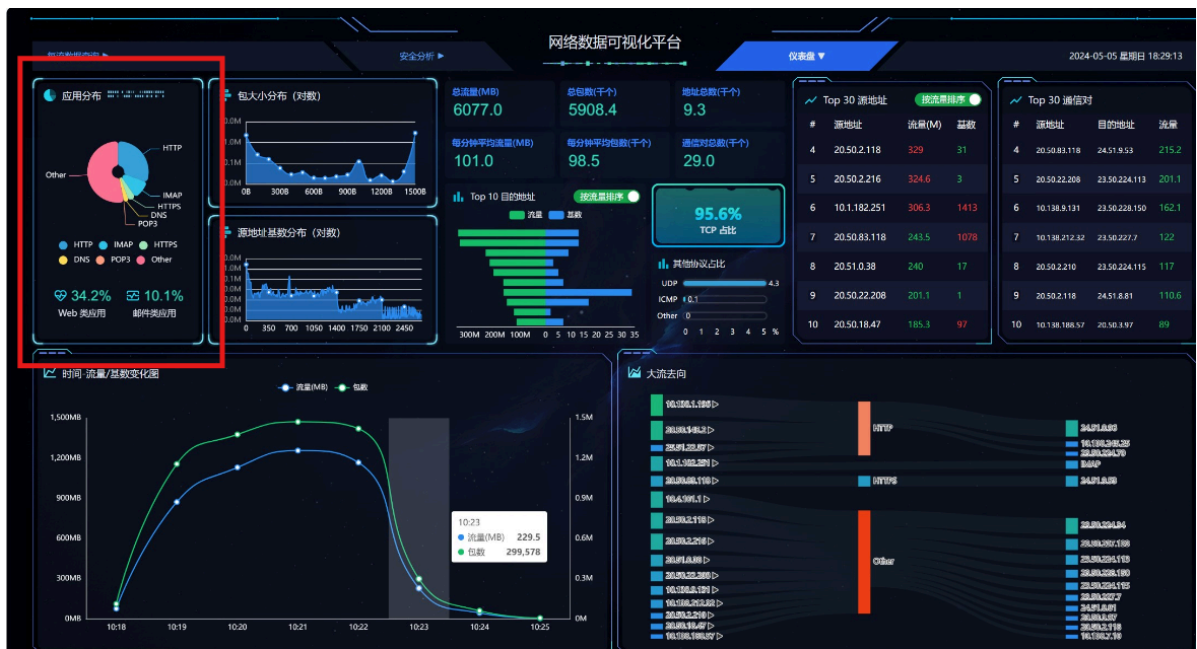 网络数据可视化平台
安全分析 ▶
仪表盘 ▼
2024-05-05 星期日 18:29:13
应用分布
HTTP
Other
IMAP
HTTPS
DNS
POP3
HTTP IMAP HTTPS
DNS POP3 Other
34.2% 10.1%
Web 类应用 邮件类应用
包大小分布（对数）
0B 300B 600B 900B 1200B 1500B
源地址基数分布（对数）
0 350 700 1050 1400 1750 2100 2450
总流量(MB) 总包数(千个) 地址总数(千个)
6077.0 5908.4 9.3
每分钟平均流量(MB) 每分钟平均包数(千个) 通信对总数(千个)
101.0 98.5 29.0
Top 10 目的地址 按流量排序
流量 基数
300M 200M 100M 0 5 10 15 20 25 30 35
95.6%
TCP 占比
其他协议占比
UDP 4.3
ICMP 0.1
Other 0
0 1 2 3 4 5 %
Top 30 源地址 按流量排序
# 源地址 流量(M) 基数
4 20.50.2.118 329 31
5 20.50.2.216 324.6 3
6 10.1.182.251 306.3 1413
7 20.50.83.118 243.5 1078
8 20.51.0.38 240 17
9 20.50.22.208 201.1 1
10 20.50.18.47 185.3 97
Top 30 通信对
# 源地址 目的地址 流量
4 20.50.83.118 24.51.9.53 215.2
5 20.50.22.208 23.50.224.113 201.1
6 10.138.9.131 23.50.228.150 162.1
7 10.138.212.32 23.50.227.7 122
8 20.50.2.210 23.50.224.115 117
9 20.50.2.118 24.51.8.81 110.6
10 10.138.188.57 20.50.3.97 89
时间-流量/基数变化图
流量(MB) 包数
1,500MB 1.5M
1,200MB 1.2M
900MB 0.9M
600MB 0.6M
300MB 0.3M
0MB 0M
10:18 10:19 10:20 10:21 10:22 10:23 10:24 10:25
10:23
流量(MB) 229.5
包数 299,578
大流去向
HTTP
IMAP
HTTPS
Other